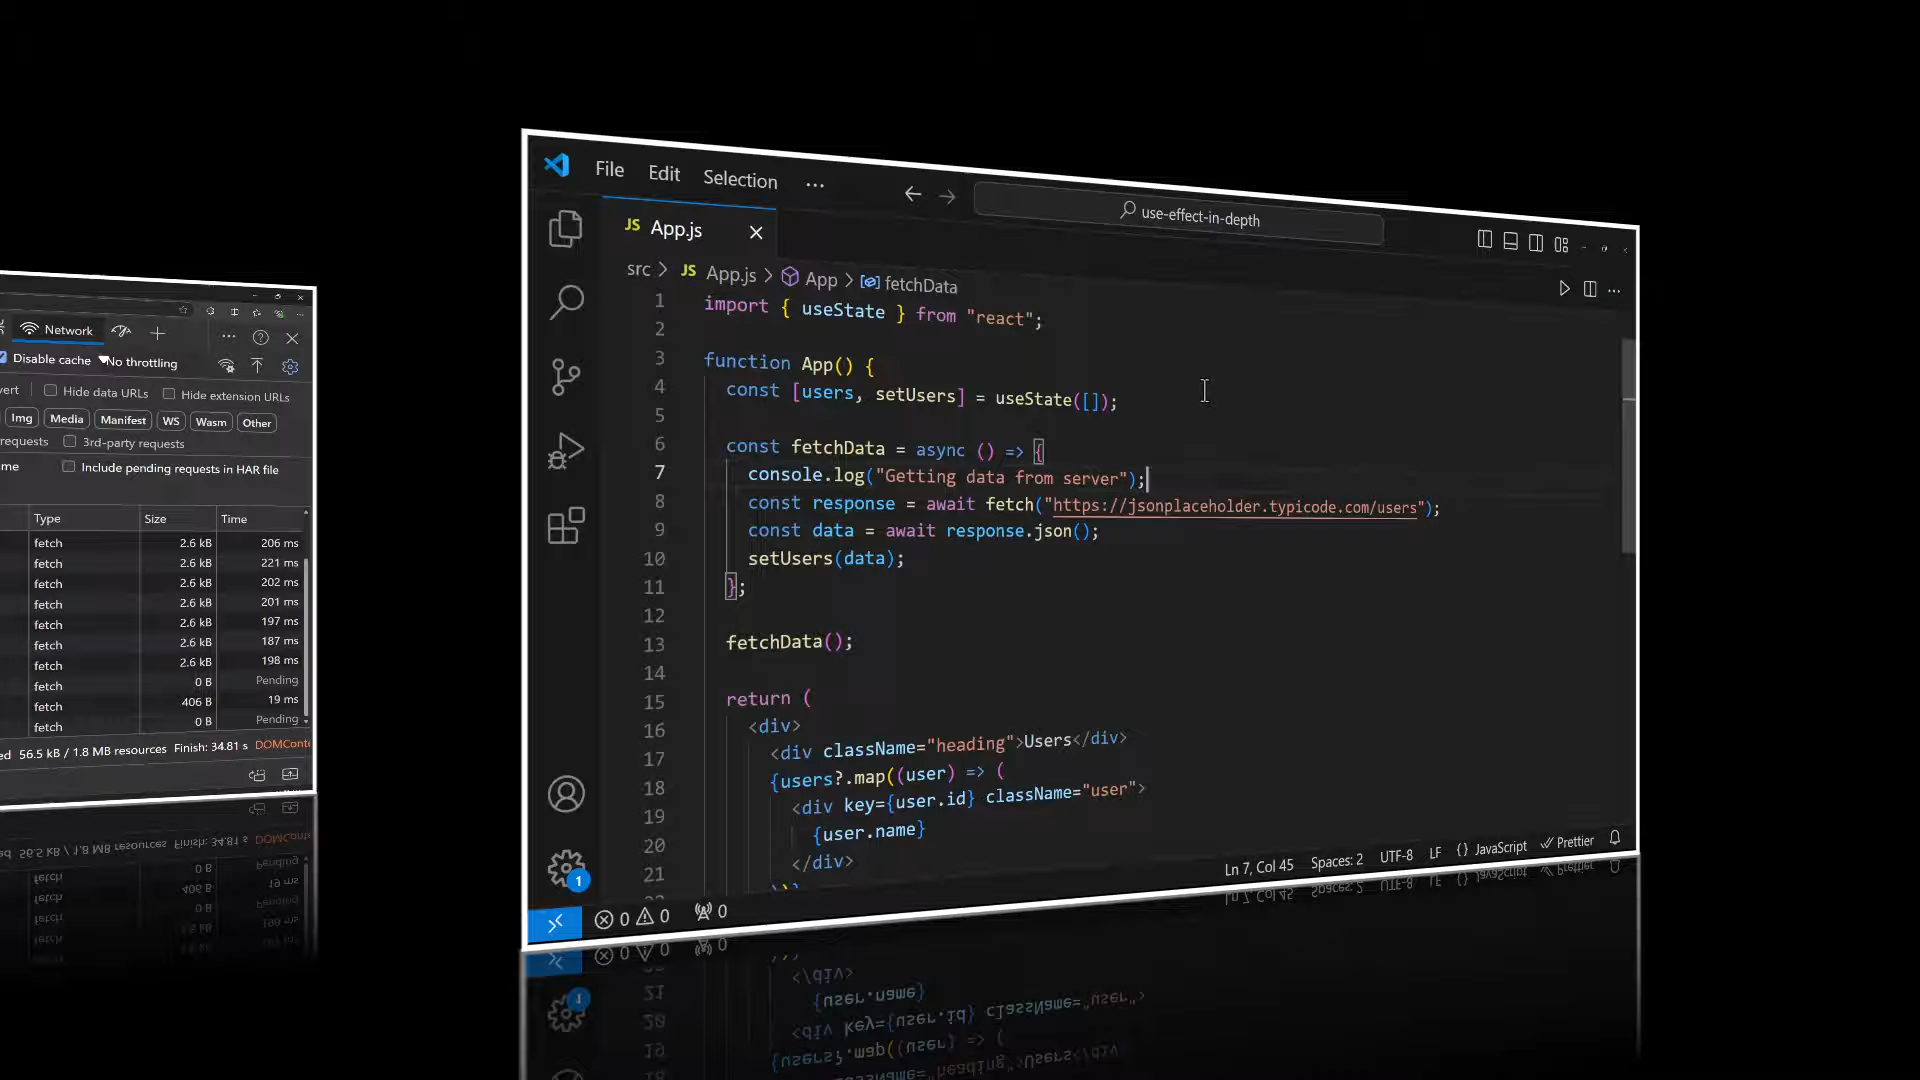 Network
Disable cache No throttling
Hide data URLs Hide extension URLs
Img Media Manifest WS Wasm Other
3rd-party requests
Include pending requests in HAR file
Type Size Time
fetch 2.6 kB 206 ms
fetch 2.6 kB 221 ms
fetch 2.6 kB 202 ms
fetch 2.6 kB 201 ms
fetch 2.6 kB 197 ms
fetch 2.6 kB 187 ms
fetch 2.6 kB 198 ms
fetch 0 B Pending
fetch 406 B 19 ms
fetch 0 B Pending
56.5 kB / 1.8 MB resources Finish: 34.81 s DOMConte
File Edit Selection ...
use-effect-in-depth
JS App.js
src > JS App.js > App > fetchData
1 import { useState } from "react";
2
3 function App() {
4 const [users, setUsers] = useState([]);
5
6 const fetchData = async () => {
7 console.log("Getting data from server");
8 const response = await fetch("https://jsonplaceholder.typicode.com/users");
9 const data = await response.json();
10 setUsers(data);
11 };
12
13 fetchData();
14
15 return (
16 <div>
17 <div className="heading">Users</div>
18 {users?.map((user) => (
19 <div key={user.id} className="user">
20 {user.name}
21 </div>
1
0 0 0
Ln 7, Col 45 Spaces: 2 UTF-8 LF {} JavaScript Prettier